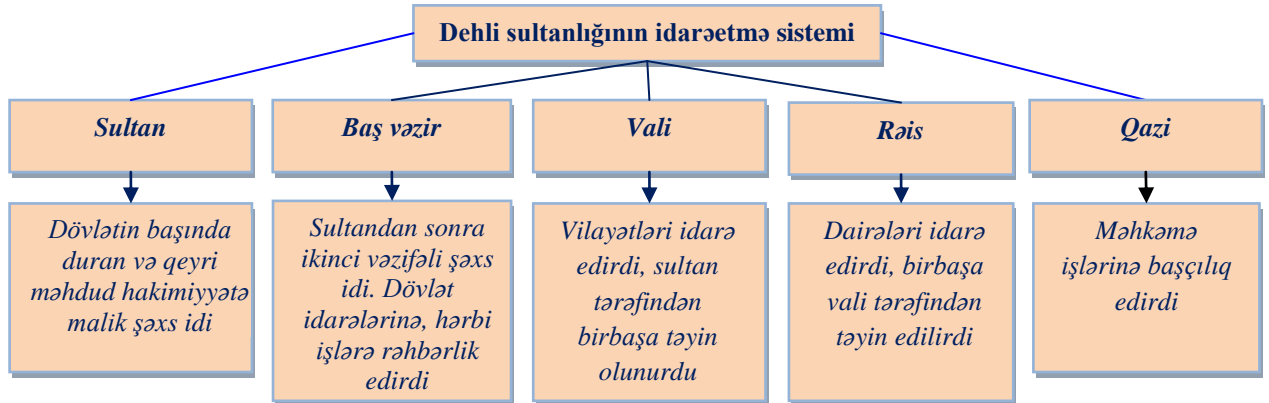 Dehli sultanlığının idarəetmə sistemi
Sultan
Baş vəzir
Vali
Rəis
Qazi
Dövlətin başında
duran və qeyri
məhdud hakimiyyətə
malik şəxs idi
Sultandan sonra
ikinci vəzifəli şəxs
idi. Dövlət
idarələrinə, hərbi
işlərə rəhbərlik
edirdi
Vilayətləri idarə
edirdi, sultan
tərəfindən
birbaşa təyin
olunurdu
Dairələri idarə
edirdi, birbaşa
vali tərəfindən
təyin edilirdi
Məhkəmə
işlərinə başçılıq
edirdi